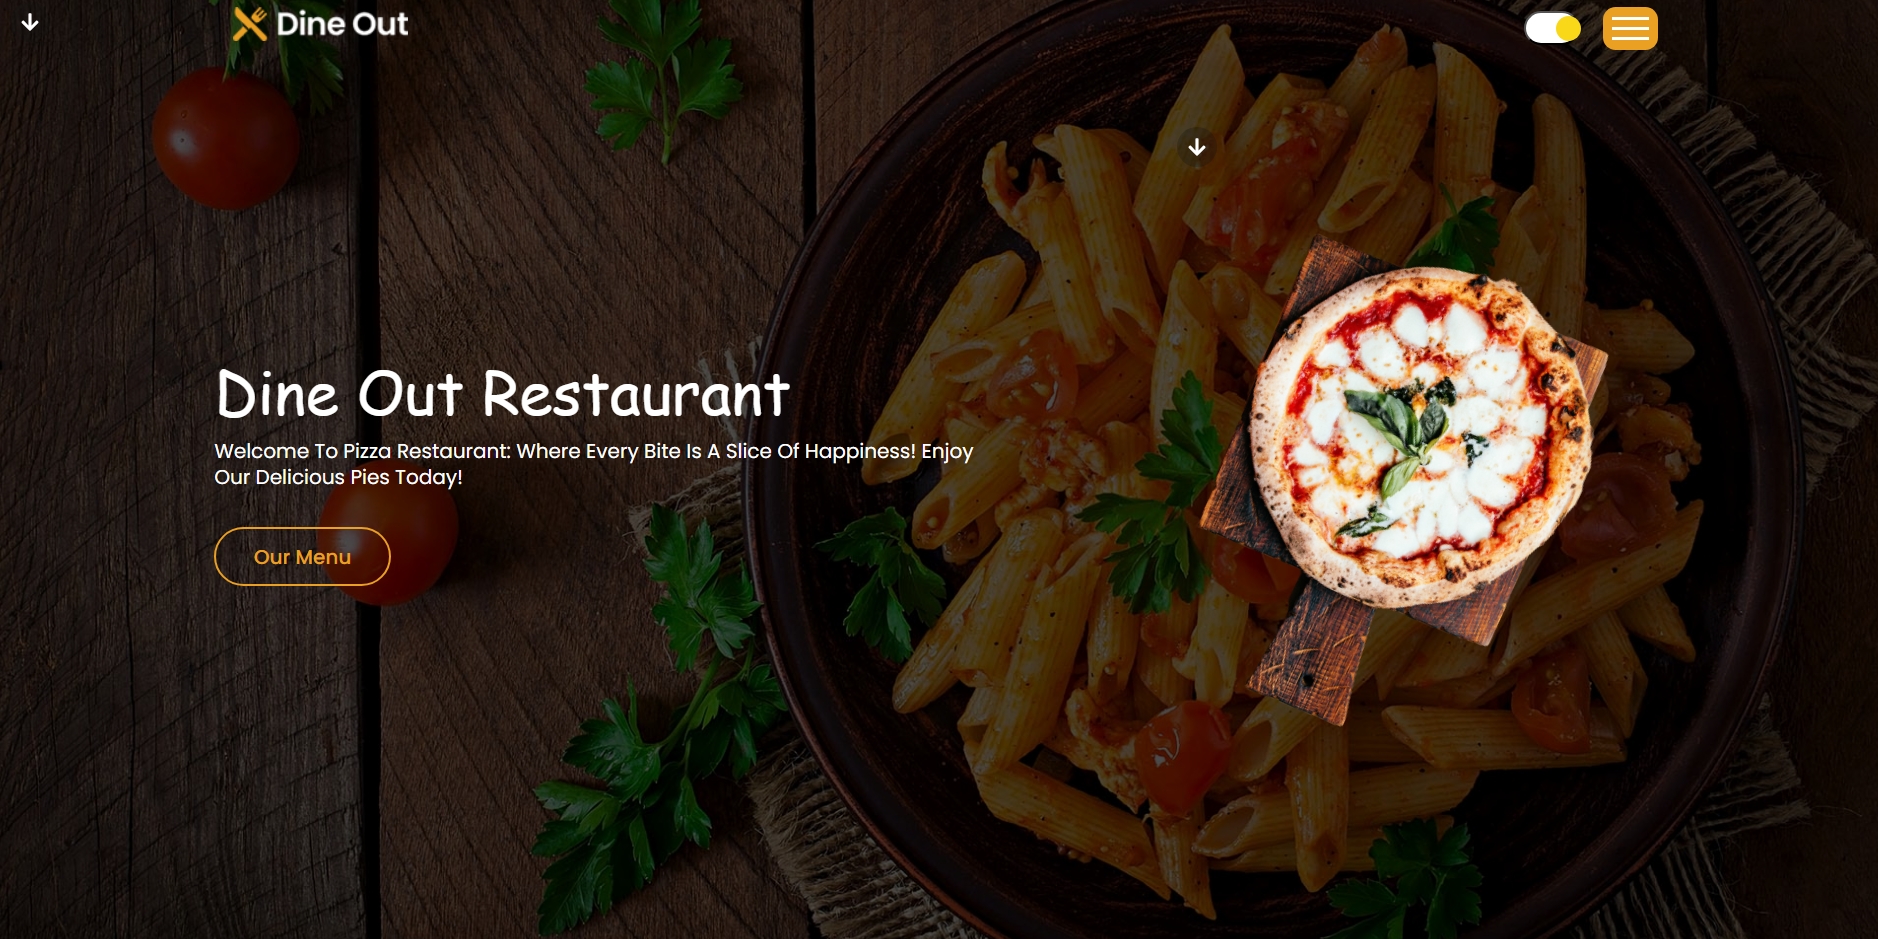 Dine Out
Dine Out Restaurant
Welcome To Pizza Restaurant: Where Every Bite Is A Slice Of Happiness! Enjoy
Our Delicious Pies Today!
Our Menu